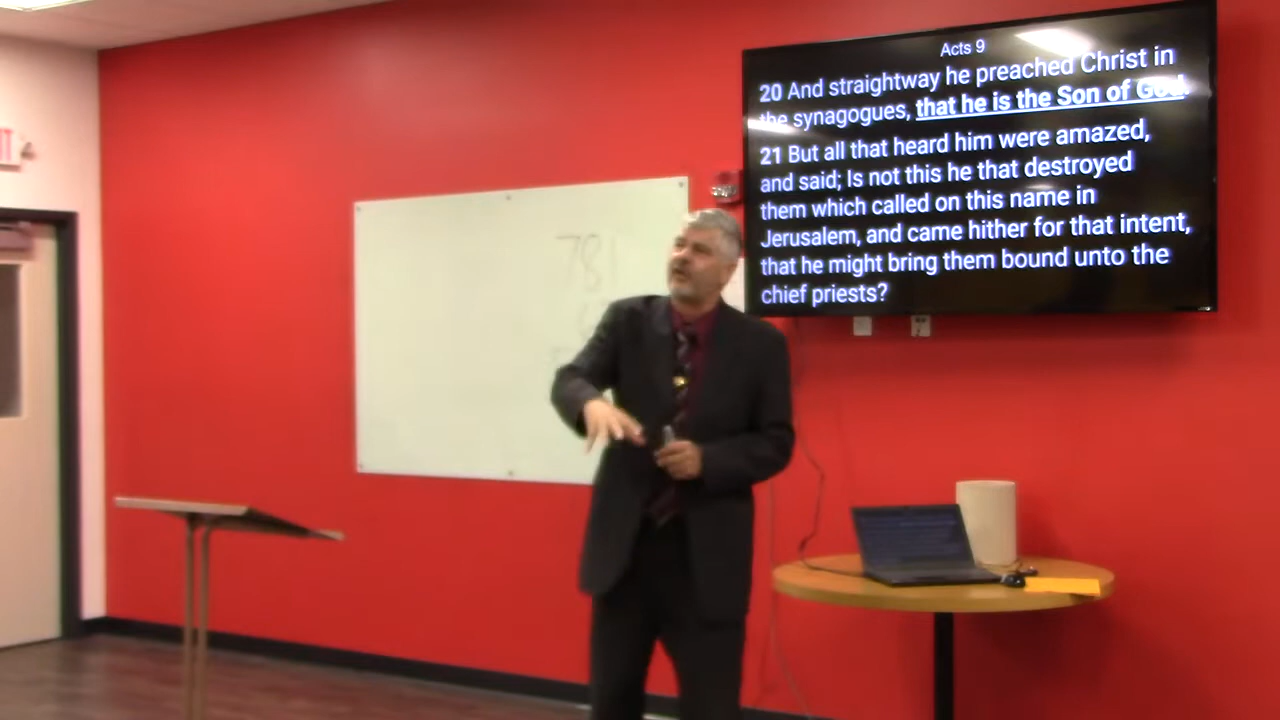 Acts 9
20 And straightway he preached Christ in
the synagogues, that he is the Son of God.
21 But all that heard him were amazed,
and said; Is not this he that destroyed
them which called on this name in
Jerusalem, and came hither for that intent,
that he might bring them bound unto the
chief priests?
781